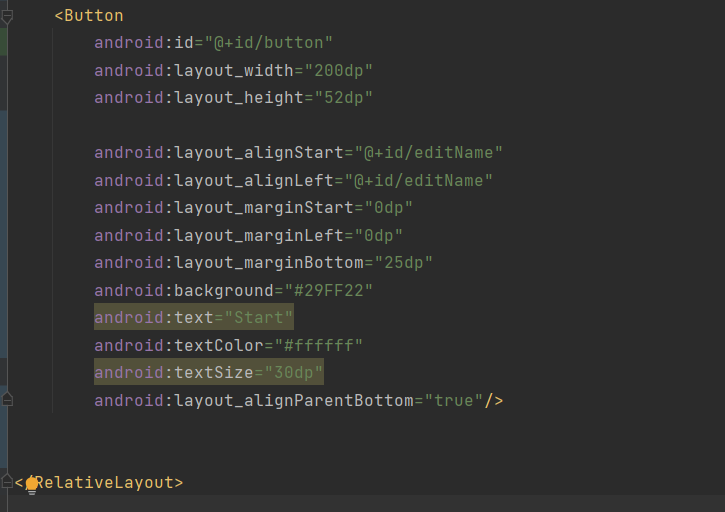 <Button
android:id="@+id/button"
android:layout_width="200dp"
android:layout_height="52dp"
android:layout_alignStart="@+id/editName"
android:layout_alignLeft="@+id/editName"
android:layout_marginStart="0dp"
android:layout_marginLeft="0dp"
android:layout_marginBottom="25dp"
android:background="#29FF22"
android:text="Start"
android:textColor="#ffffff"
android:textSize="30dp"
android:layout_alignParentBottom="true"/>
</RelativeLayout>